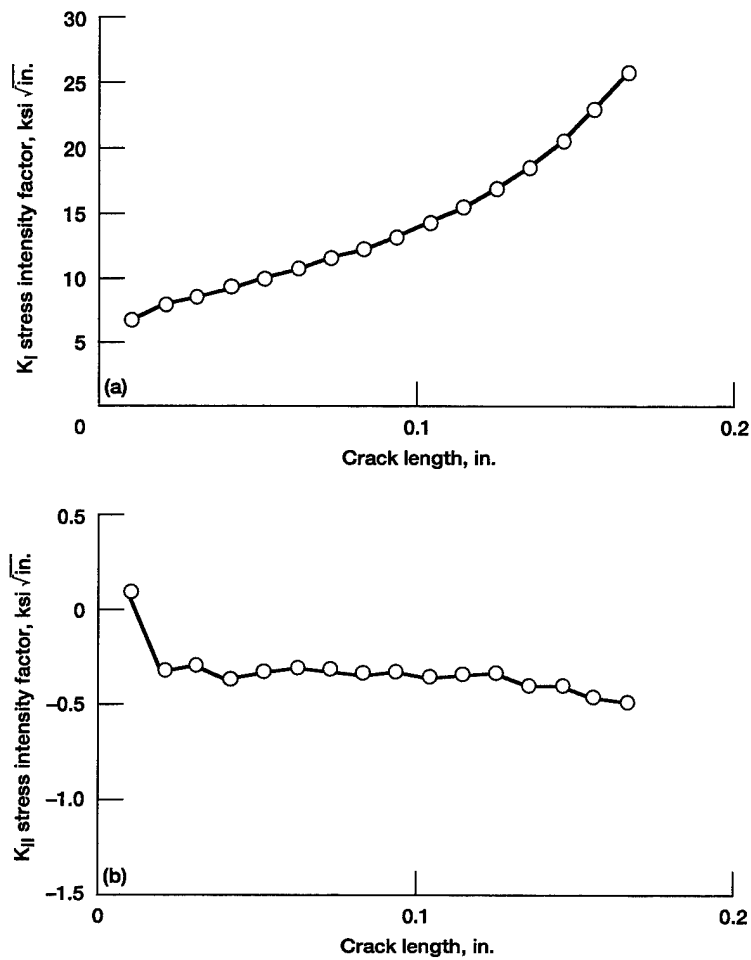 30
25
20
15
10
5
K_I stress intensity factor, ksi √in.
(a)
0
0.1
0.2
Crack length, in.
0.5
0
–0.5
–1.0
–1.5
K_II stress intensity factor, ksi √in.
(b)
0
0.1
0.2
Crack length, in.